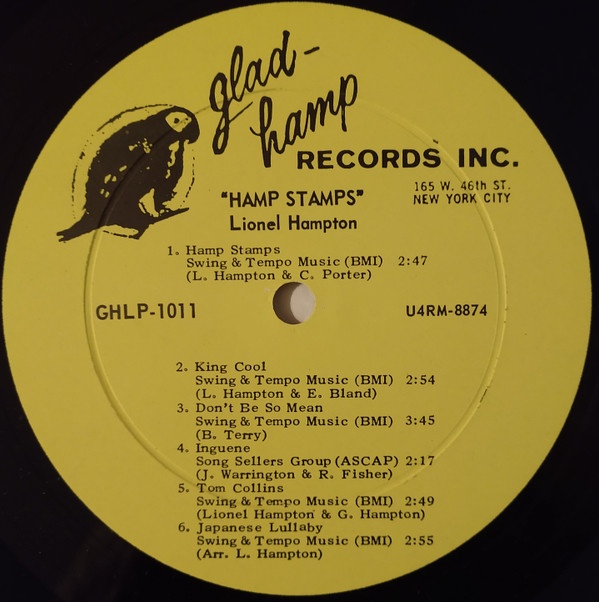 glad-
hamp
RECORDS INC.
165 W. 46th ST.
NEW YORK CITY
"HAMP STAMPS"
Lionel Hampton
1. Hamp Stamps
Swing & Tempo Music (BMI) 2:47
(L. Hampton & C. Porter)
GHLP-1011
U4RM-8874
2. King Cool
Swing & Tempo Music (BMI) 2:54
(L. Hampton & E. Bland)
3. Don't Be So Mean
Swing & Tempo Music (BMI) 3:45
(B. Terry)
4. Inguene
Song Sellers Group (ASCAP) 2:17
(J. Warrington & R. Fisher)
5. Tom Collins
Swing & Tempo Music (BMI) 2:49
(Lionel Hampton & G. Hampton)
6. Japanese Lullaby
Swing & Tempo Music (BMI) 2:55
(Arr. L. Hampton)